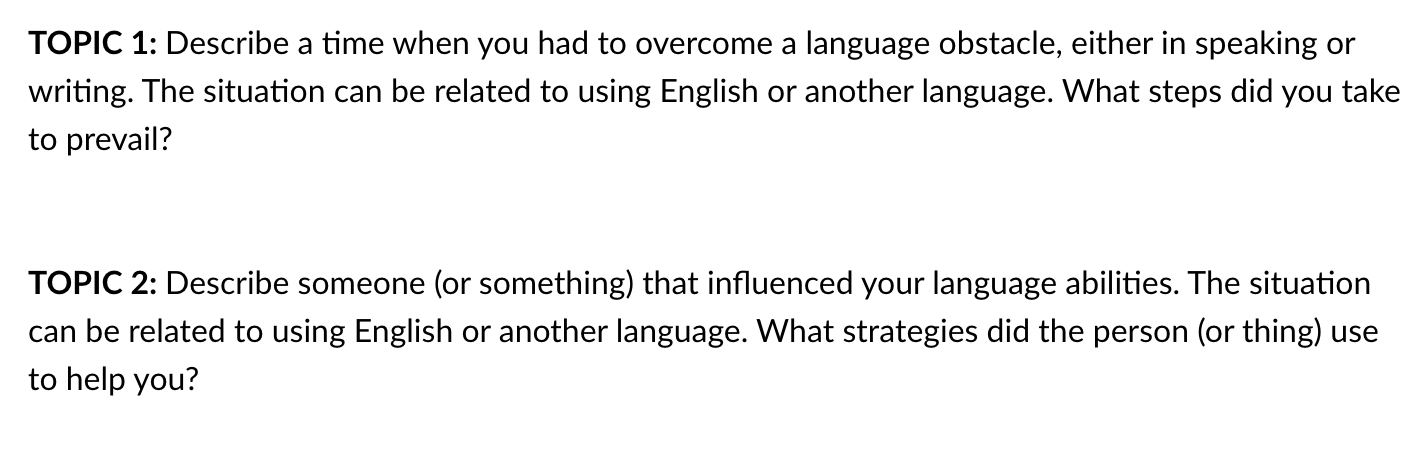 TOPIC 1: Describe a time when you had to overcome a language obstacle, either in speaking or
writing. The situation can be related to using English or another language. What steps did you take
to prevail?
TOPIC 2: Describe someone (or something) that influenced your language abilities. The situation
can be related to using English or another language. What strategies did the person (or thing) use
to help you?